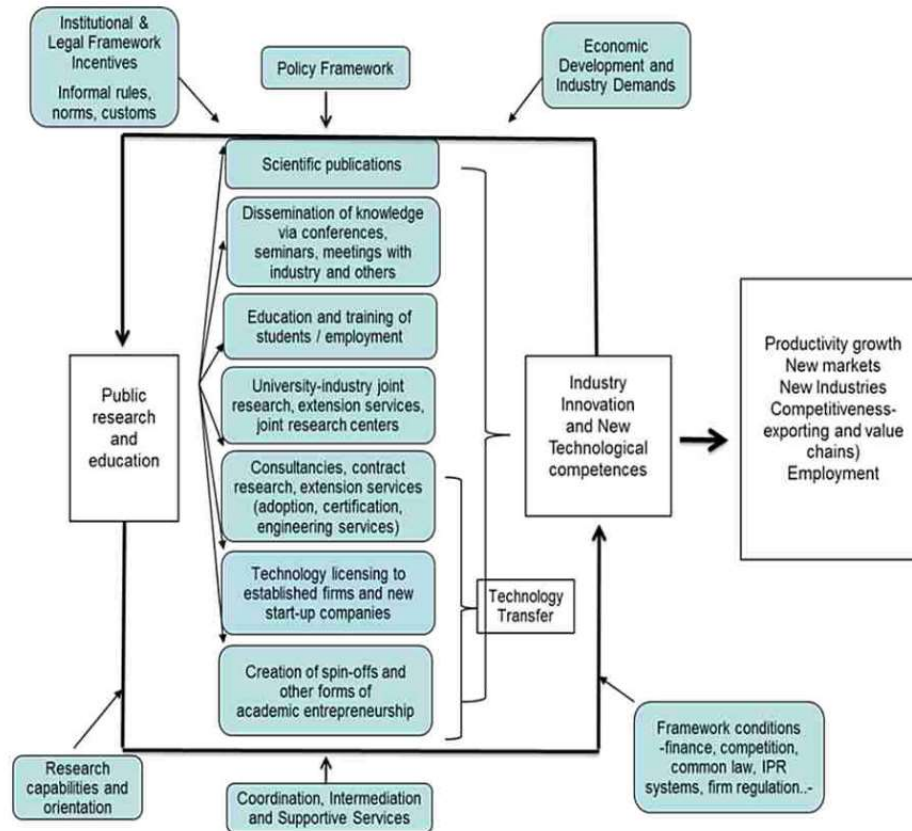 Institutional &
Legal Framework
Incentives
Informal rules,
norms, customs
Policy Framework
Economic
Development and
Industry Demands
Scientific publications
Dissemination of knowledge
via conferences,
seminars, meetings with
industry and others
Education and training of
students / employment
University-industry joint
research, extension services,
joint research centers
Consultancies, contract
research, extension services
(adoption, certification,
engineering services)
Technology licensing to
established firms and new
start-up companies
Creation of spin-offs and
other forms of
academic entrepreneurship
Public
research
and
education
Technology
Transfer
Industry
Innovation
and New
Technological
competences
Productivity growth
New markets
New Industries
Competitiveness-
exporting and value
chains)
Employment
Research
capabilities and
orientation
Coordination, Intermediation
and Supportive Services
Framework conditions
-finance, competition,
common law, IPR
systems, firm regulation..-